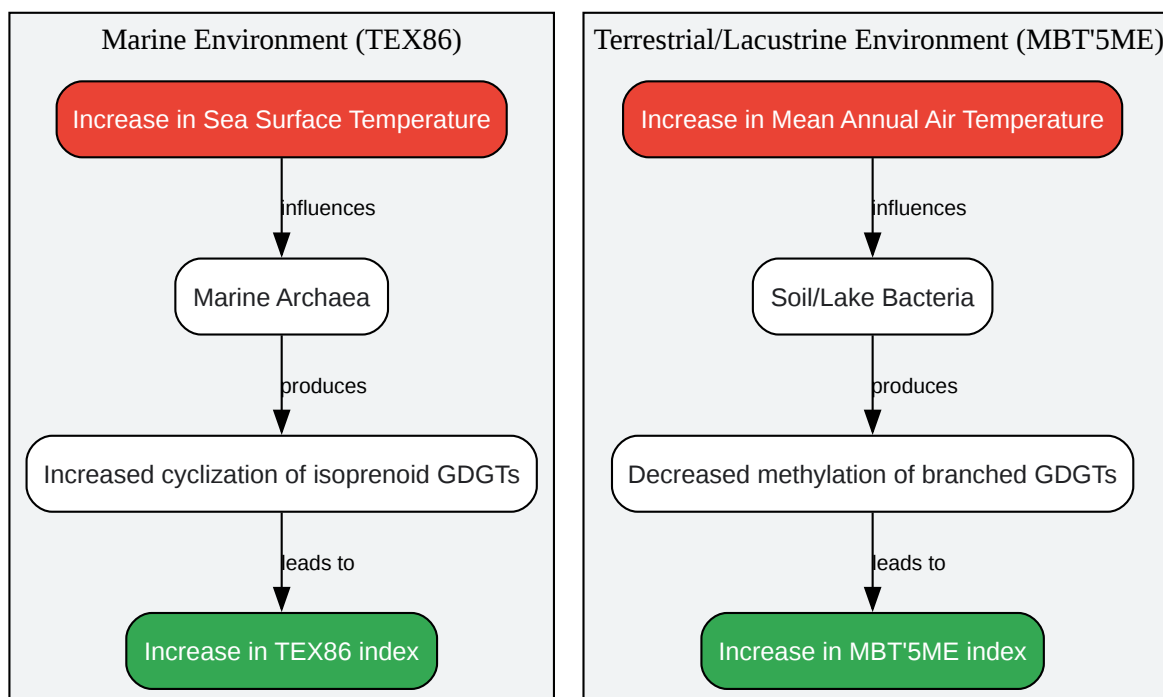 Marine Environment (TEX86)
Increase in Sea Surface Temperature
influences
Marine Archaea
produces
Increased cyclization of isoprenoid GDGTs
leads to
Increase in TEX86 index
Terrestrial/Lacustrine Environment (MBT'5ME)
Increase in Mean Annual Air Temperature
influences
Soil/Lake Bacteria
produces
Decreased methylation of branched GDGTs
leads to
Increase in MBT'5ME index